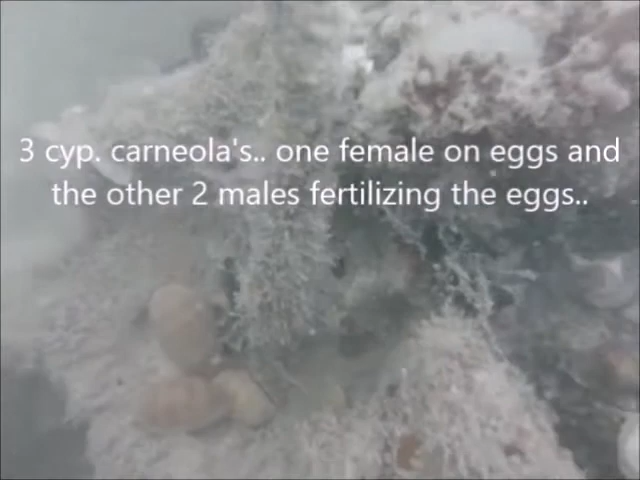 3 cyp. carneola's.. one female on eggs and
the other 2 males fertilizing the eggs..